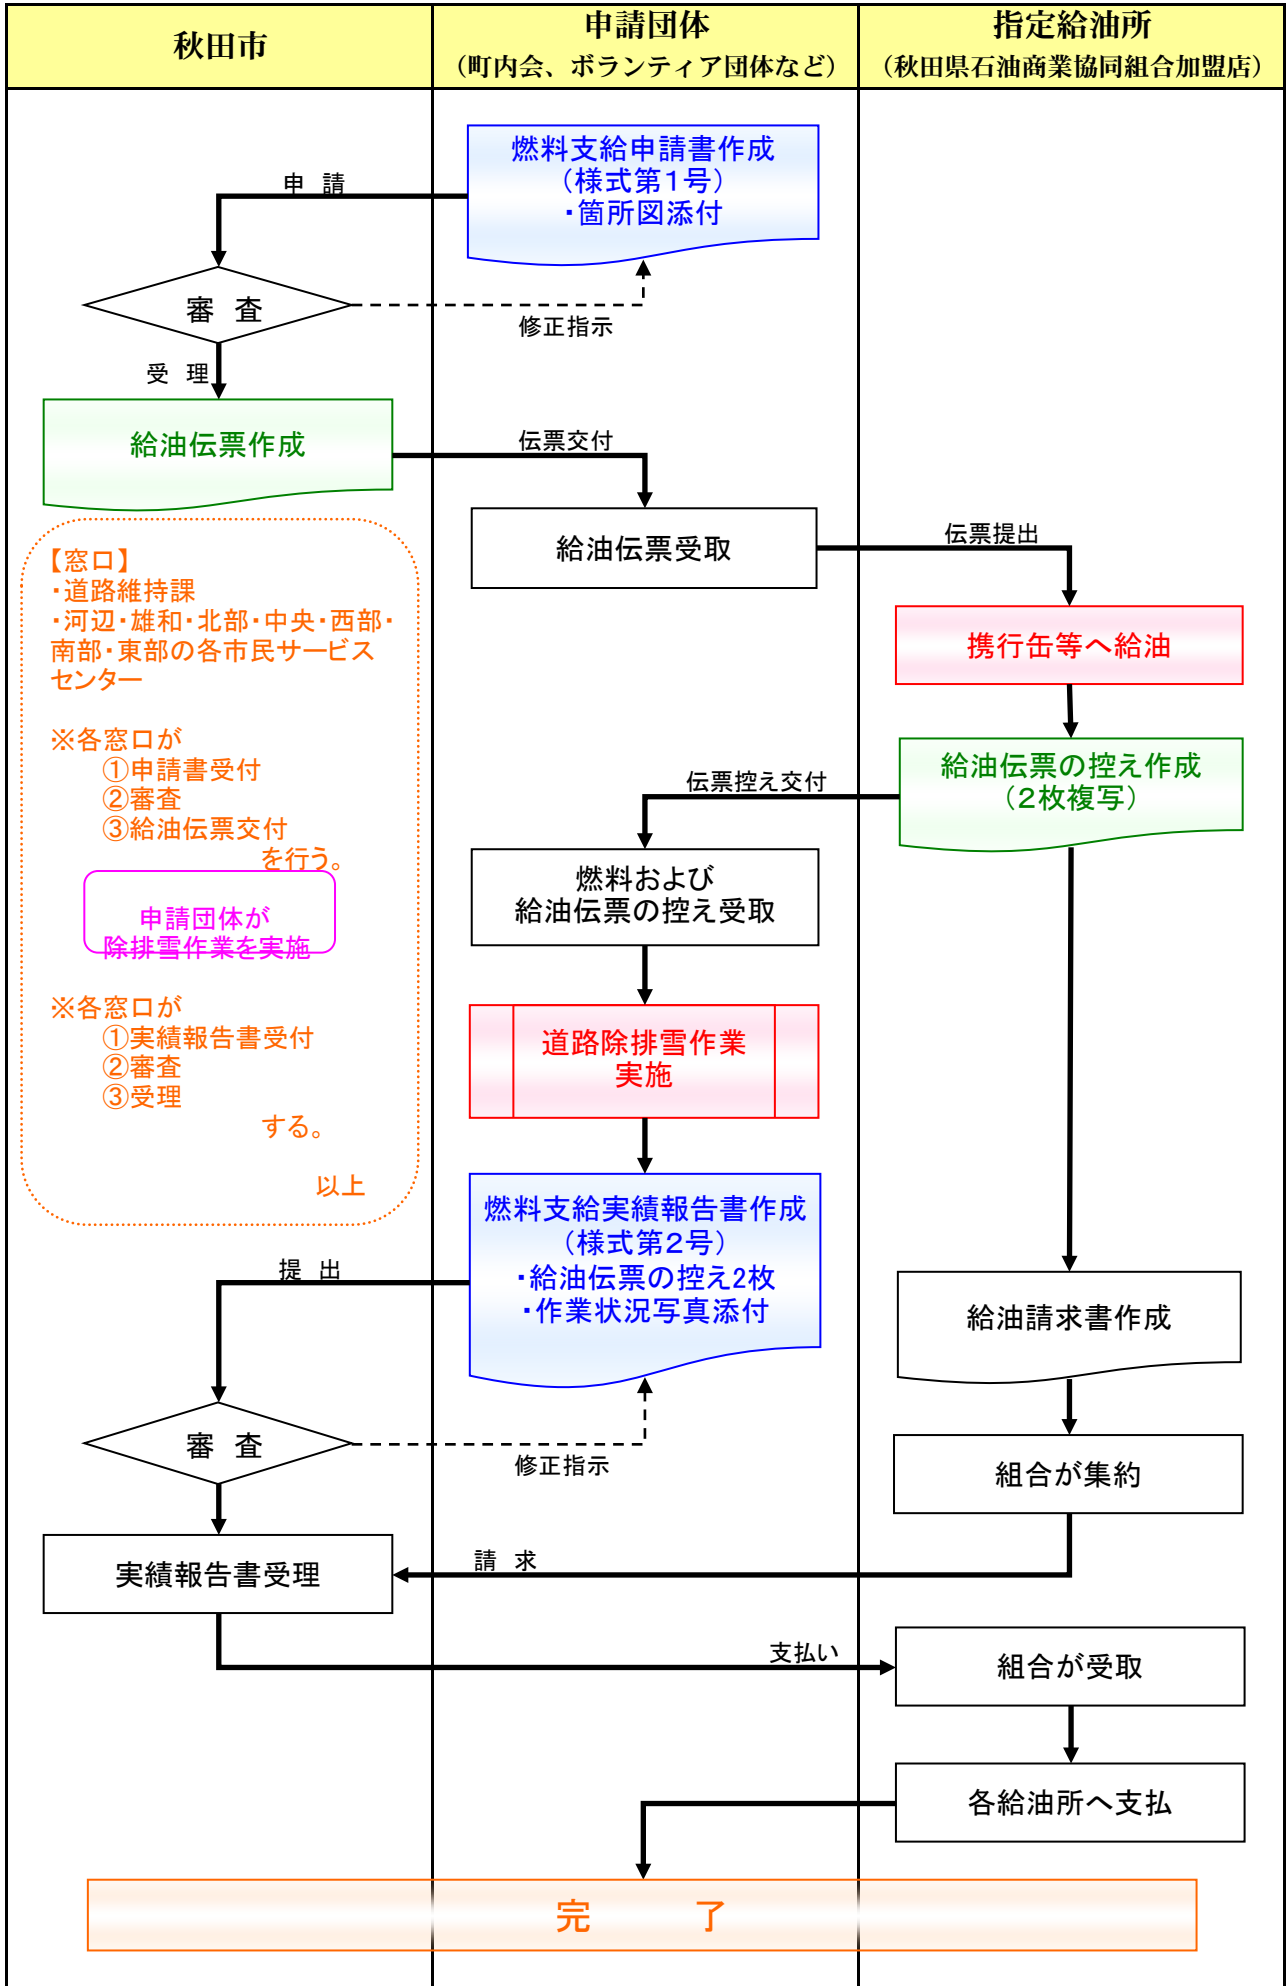 秋田市
申請団体
（町内会、ボランティア団体など）
指定給油所
（秋田県石油商業協同組合加盟店）
燃料支給申請書作成
（様式第１号）
・箇所図添付
申　請
審　査
修正指示
受　理
給油伝票作成
伝票交付
給油伝票受取
伝票提出
携行缶等へ給油
【窓口】
・道路維持課
・河辺・雄和・北部・中央・西部・
南部・東部の各市民サービス
センター
※各窓口が
①申請書受付
②審査
③給油伝票交付
を行う。
申請団体が
除排雪作業を実施
※各窓口が
①実績報告書受付
②審査
③受理
する。
以上
給油伝票の控え作成
（２枚複写）
伝票控え交付
燃料および
給油伝票の控え受取
道路除排雪作業
実施
燃料支給実績報告書作成
（様式第２号）
・給油伝票の控え2枚
・作業状況写真添付
提　出
給油請求書作成
審　査
修正指示
組合が集約
請　求
実績報告書受理
支払い
組合が受取
各給油所へ支払
完　了